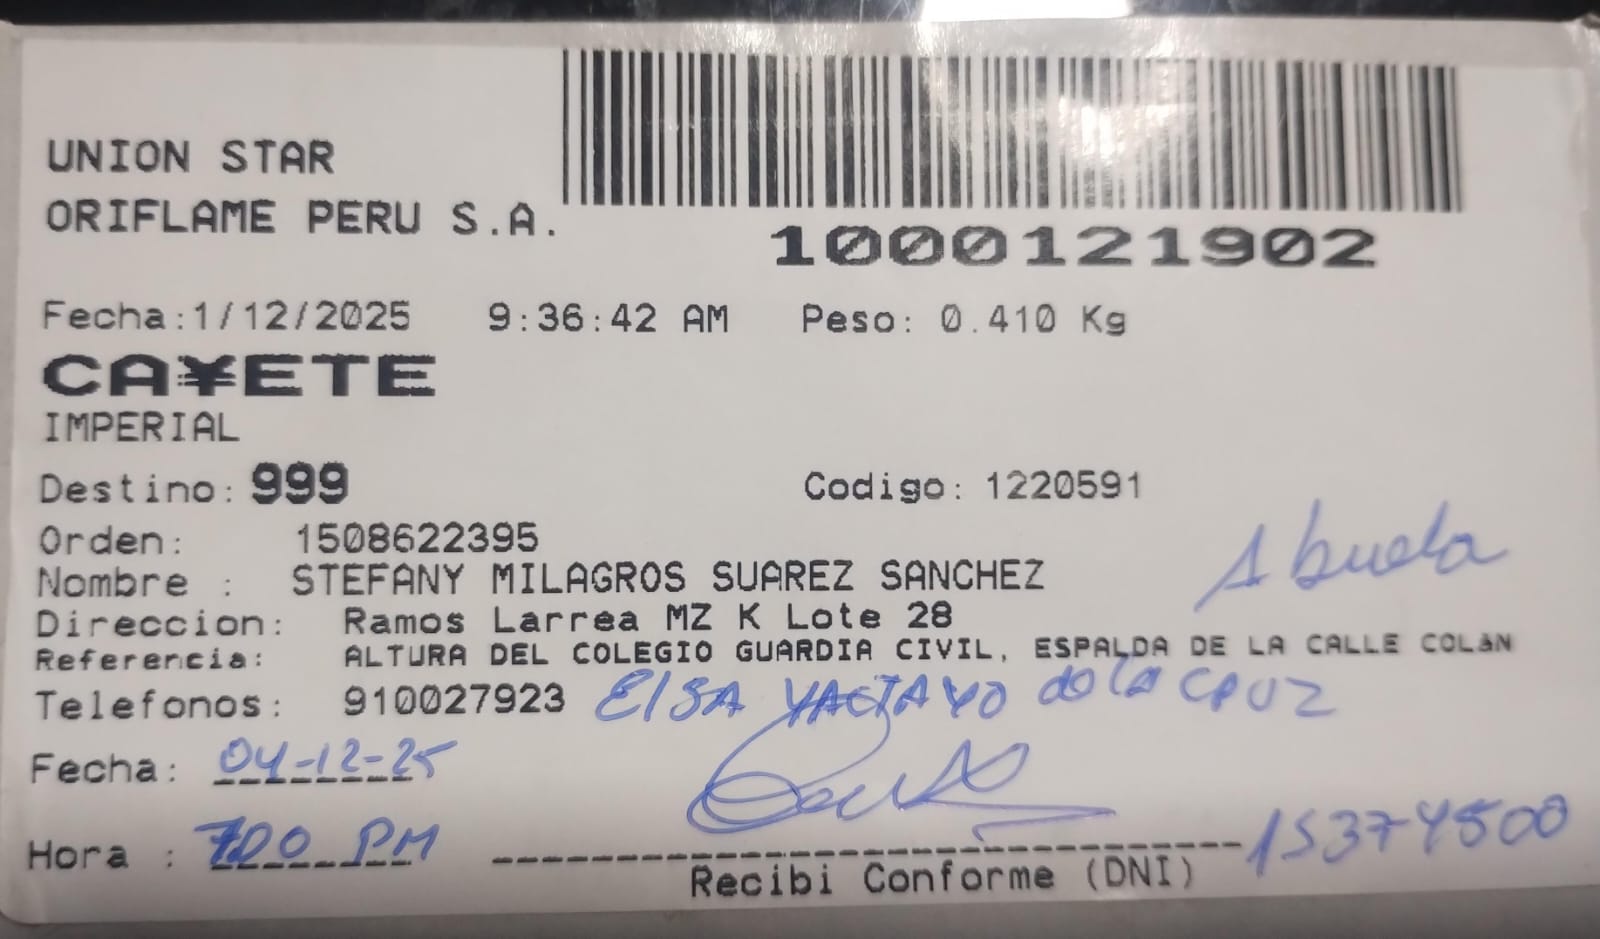 UNION STAR
ORIFLAME PERU S.A.
1000121902
Fecha:1/12/2025 9:36:42 AM Peso: 0.410 Kg
CA¥ETE
IMPERIAL
Destino: 999 Codigo: 1220591
Orden: 1508622395
Nombre : STEFANY MILAGROS SUAREZ SANCHEZ
Abuela
Direccion: Ramos Larrea MZ K Lote 28
Referencia: ALTURA DEL COLEGIO GUARDIA CIVIL, ESPALDA DE LA CALLE COLáN
Telefonos: 910027923 ElSA YACTAYO de la CRUZ
Fecha: 04-12-25
Hora : 700 PM
15374500
Recibi Conforme (DNI)